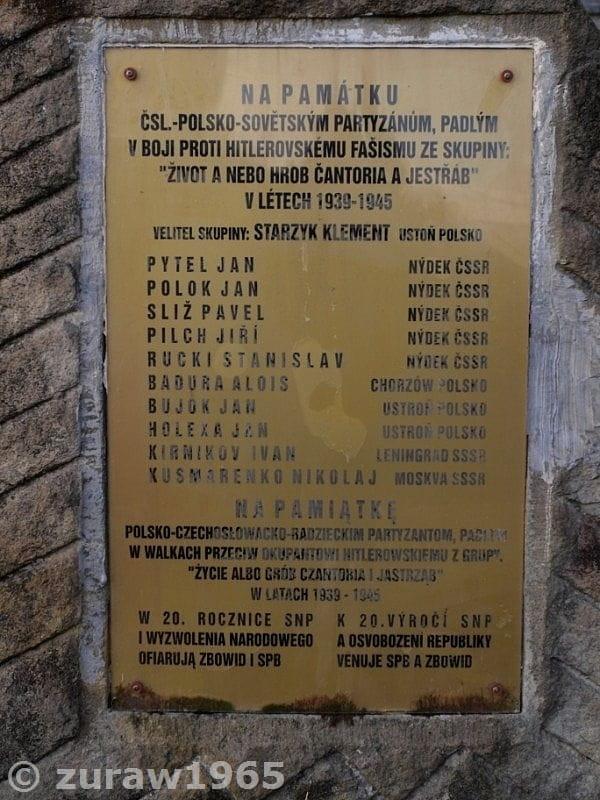 NA PAMÁTKU
ČSL.-POLSKO-SOVĚTSKÝM PARTYZÁNŮM, PADLÝM
V BOJI PROTI HITLEROVSKÉMU FAŠISMU ZE SKUPINY:
"ŽIVOT A NEBO HROB ČANTORIA A JESTŘÁB"
V LÉTECH 1939-1945
VELITEL SKUPINY: STARZYK KLEMENT USTOŇ POLSKO
PYTEL JAN NÝDEK ČSSR
POLOK JAN NÝDEK ČSSR
SLIŽ PAVEL NÝDEK ČSSR
PILCH JIŘÍ NÝDEK ČSSR
RUCKI STANISLAV NÝDEK ČSSR
BADURA ALOIS CHORZÓW POLSKO
BUJOK JAN USTROŇ POLSKO
HOLEXA JAN USTROŇ POLSKO
KIRNIKOV IVAN LENINGRAD SSSR
KUSMARENKO NIKOLAJ MOSKVA SSSR
NA PAMIĄTKĘ
POLSKO-CZECHOSŁOWACKO-RADZIECKIM PARTYZANTOM, PADŁYM
W WALKACH PRZECIW OKUPANTOWI HITLEROWSKIEMU Z GRUPY:
"ŻYCIE ALBO GRÓB CZANTORIA I JASTRZĄB"
W LATACH 1939 - 1945
W 20. ROCZNICE SNP
I WYZWOLENIA NARODOWEGO
OFIARUJĄ ZBOWID I SPB
K 20. VÝROČÍ SNP
A OSVOBOZENÍ REPUBLIKY
VENUJE SPB A ZBOWID
© zuraw1965